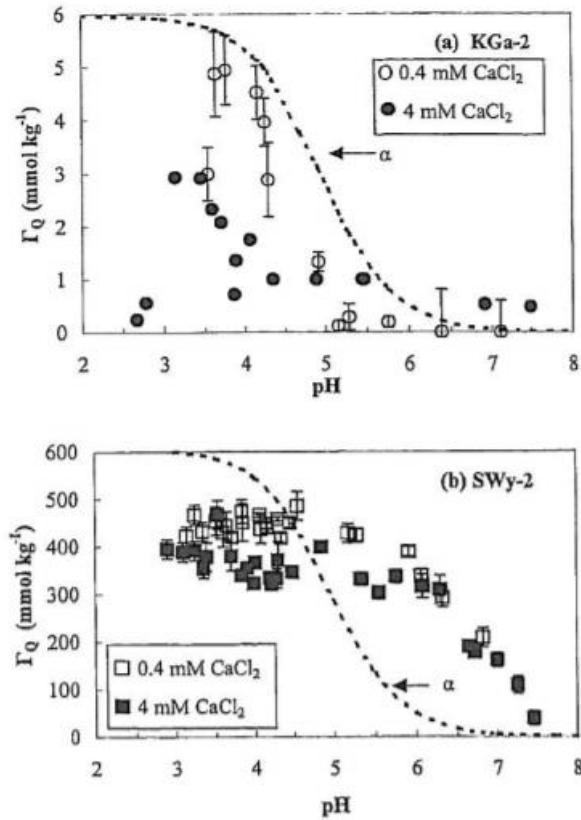 6
5
4
3
2
1
0
Γ_Q (mmol kg⁻¹)
(a) KGa-2
0.4 mM CaCl₂
4 mM CaCl₂
α
2 3 4 5 6 7 8
pH
600
500
400
300
200
100
0
Γ_Q (mmol kg⁻¹)
(b) SWy-2
α
0.4 mM CaCl₂
4 mM CaCl₂
2 3 4 5 6 7 8
pH